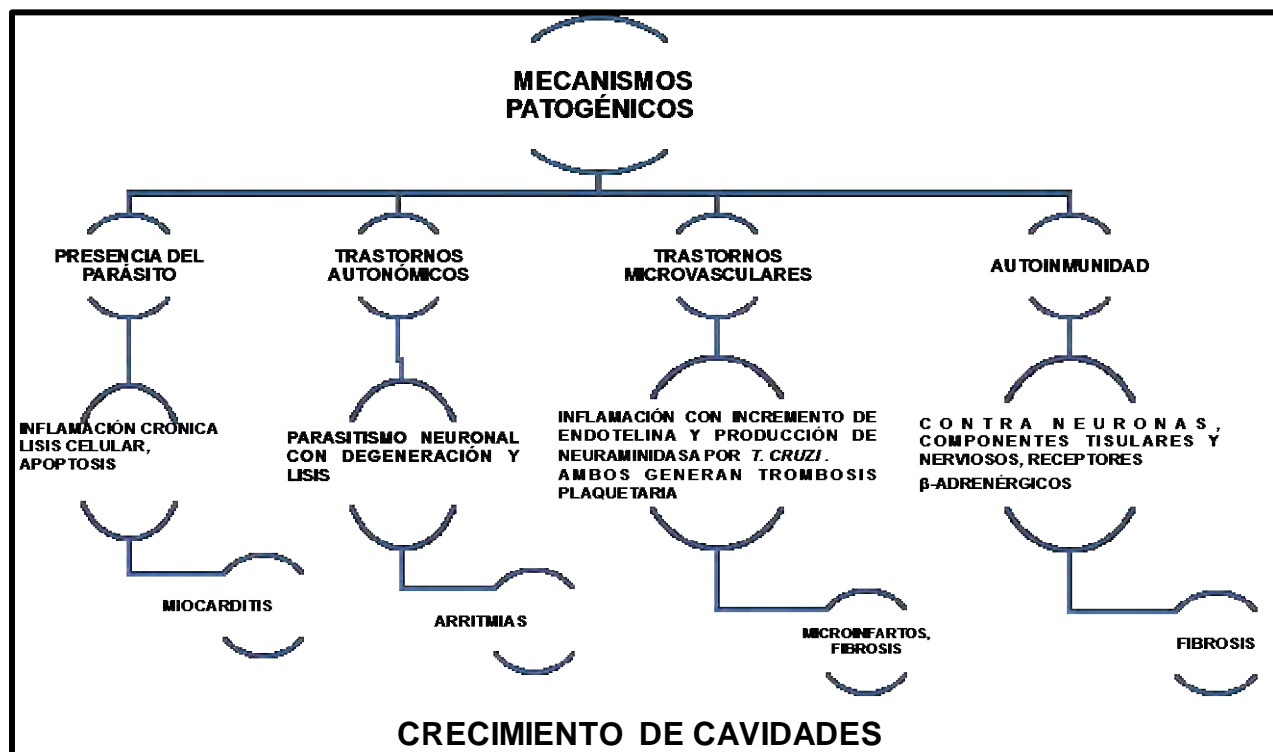 MECANISMOS
PATOGÉNICOS
PRESENCIA DEL
PARÁSITO
TRASTORNOS
AUTONÓMICOS
TRASTORNOS
MICROVASCULARES
AUTOINMUNIDAD
INFLAMACIÓN CRÓNICA
LISIS CELULAR,
APOPTOSIS
PARASITISMO NEURONAL
CON DEGENERACIÓN Y
LISIS
INFLAMACIÓN CON INCREMENTO DE
ENDOTELINA Y PRODUCCIÓN DE
NEURAMINIDASA POR T. CRUZI.
AMBOS GENERAN TROMBOSIS
PLAQUETARIA
CONTRA NEURONAS,
COMPONENTES TISULARES Y
NERVIOSOS, RECEPTORES
β-ADRENÉRGICOS
MIOCARDITIS
ARRITMIAS
MICROINFARTOS,
FIBROSIS
FIBROSIS
CRECIMIENTO DE CAVIDADES